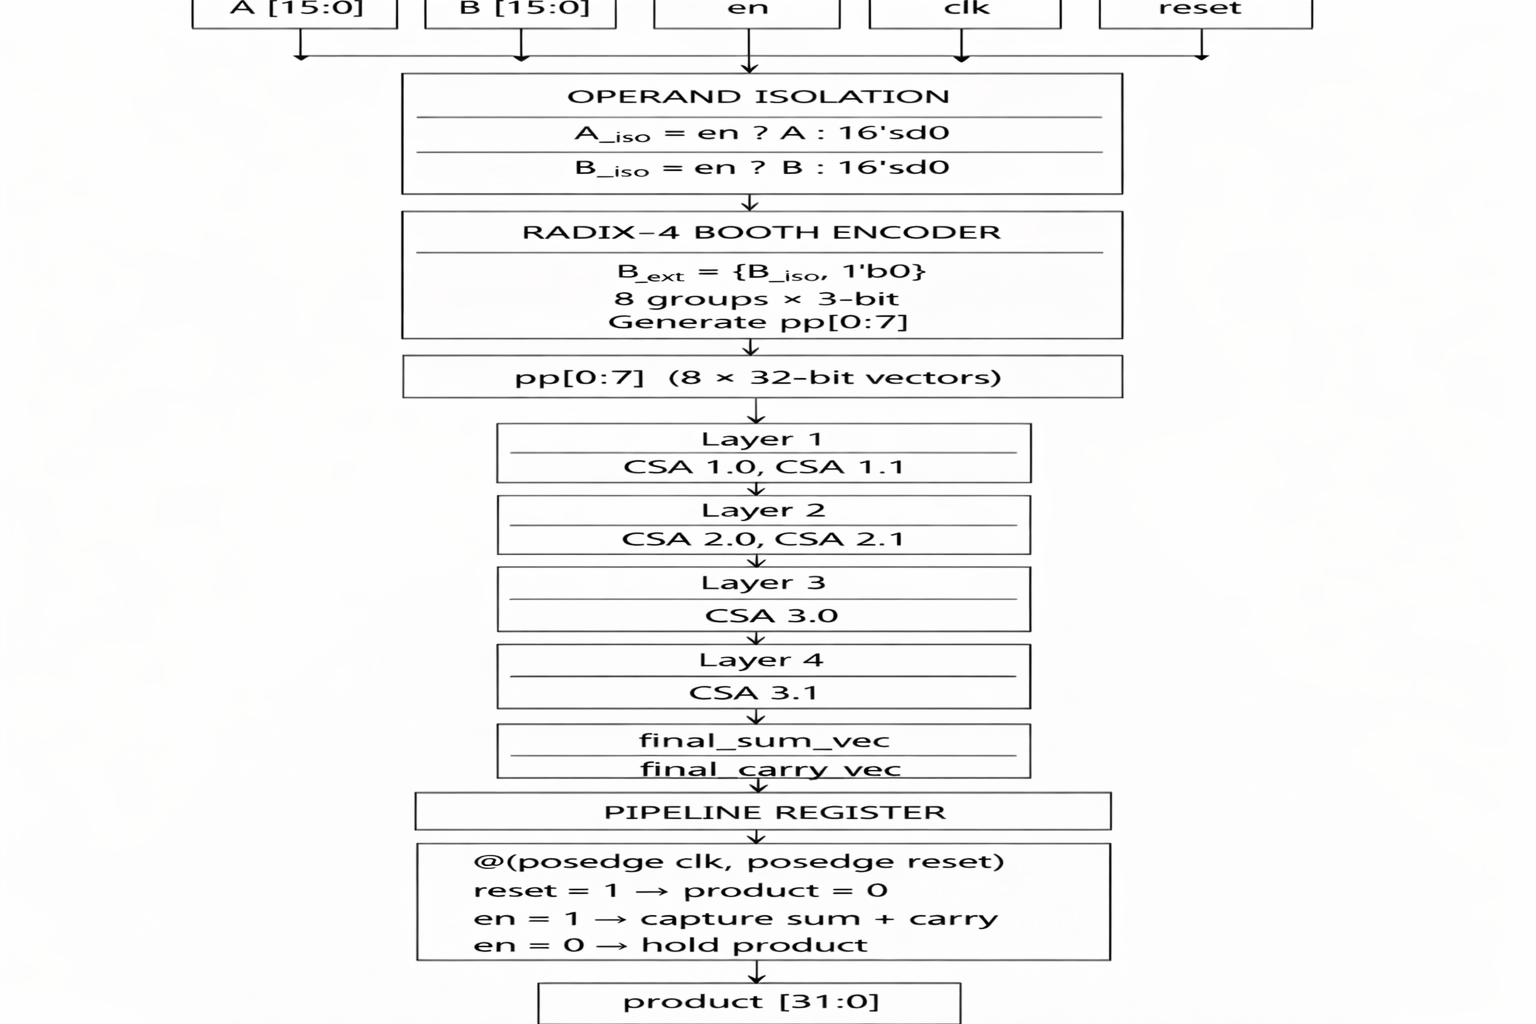 A [15:0] B [15:0] en clk reset
OPERAND ISOLATION
A_iso = en ? A : 16'sd0
B_iso = en ? B : 16'sd0
RADIX-4 BOOTH ENCODER
B_ext = {B_iso, 1'b0}
8 groups × 3-bit
Generate pp[0:7]
pp[0:7] (8 × 32-bit vectors)
Layer 1
CSA 1.0, CSA 1.1
Layer 2
CSA 2.0, CSA 2.1
Layer 3
CSA 3.0
Layer 4
CSA 3.1
final_sum_vec
final_carry_vec
PIPELINE REGISTER
@(posedge clk, posedge reset)
reset = 1 → product = 0
en = 1 → capture sum + carry
en = 0 → hold product
product [31:0]